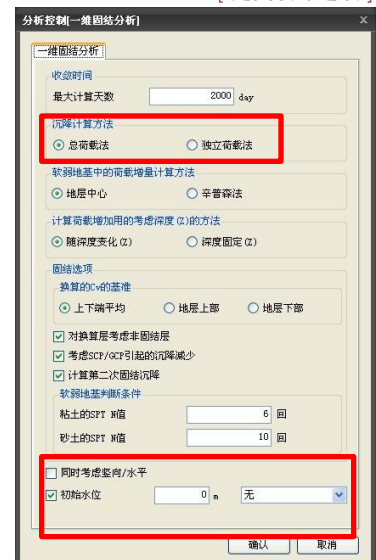 分析控制[一维固结分析]
x
一维固结分析
收敛时间
最大计算天数 2000 day
沉降计算方法
总荷载法 独立荷载法
软弱地基中的荷载增量计算方法
地层中心 辛普森法
计算荷载增加用的考虑深度(Z)的方法
随深度变化(Z) 深度固定(Z)
固结选项
换算的Cv的基准
上下端平均 地层上部 地层下部
对换算层考虑非固结层
考虑SCP/GCP引起的沉降减少
计算第二次固结沉降
软弱地基判断条件
粘土的SPT N值 6 回
砂土的SPT N值 10 回
同时考虑竖向/水平
初始水位 0 m 无
确认 取消